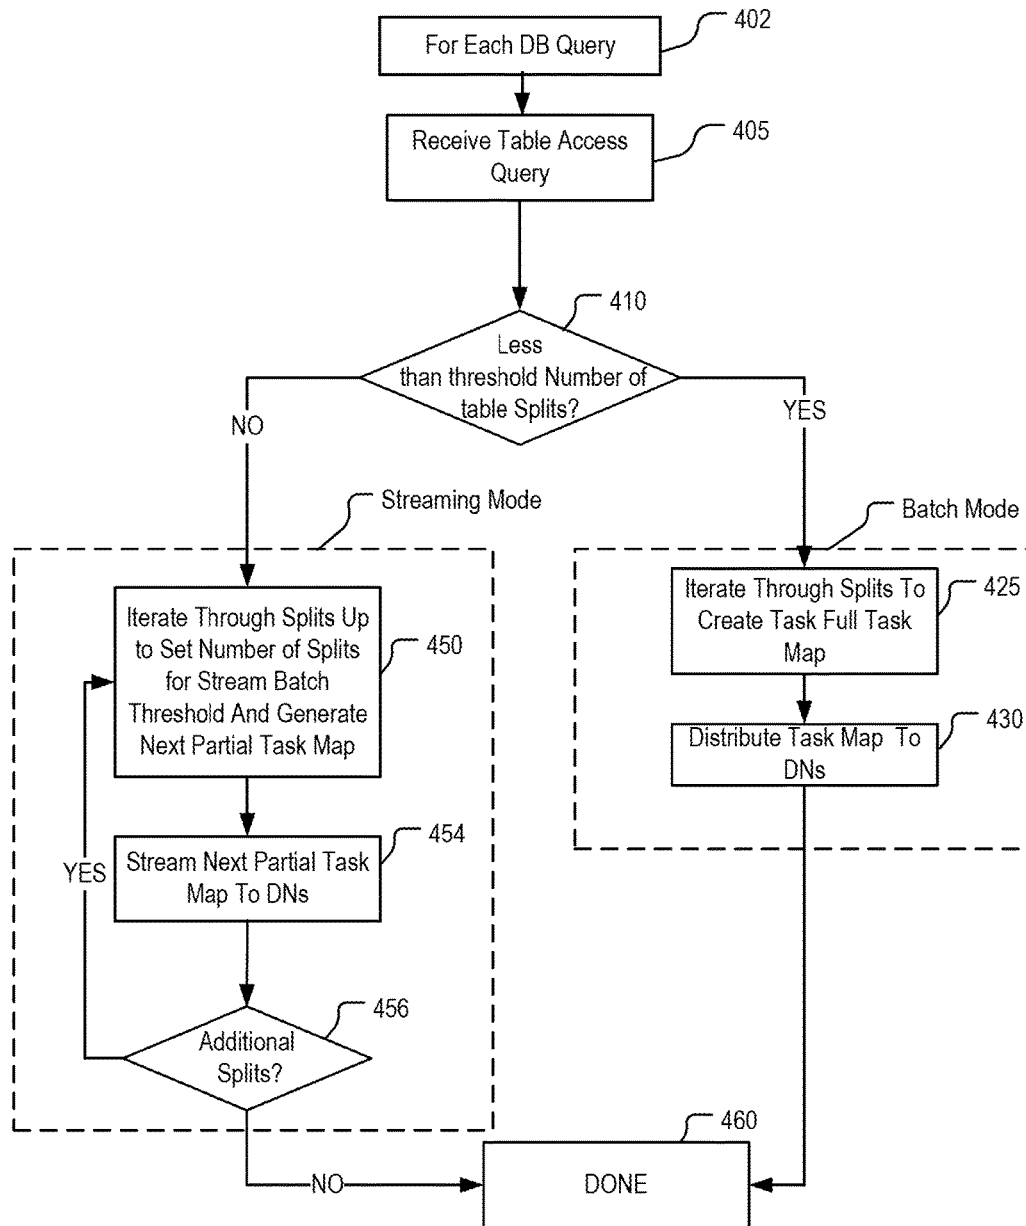 For Each DB Query
402
Receive Table Access
Query
405
410
Less
than threshold Number of
table Splits?
NO
YES
Streaming Mode
Batch Mode
Iterate Through Splits Up
to Set Number of Splits
for Stream Batch
Threshold And Generate
Next Partial Task Map
450
Iterate Through Splits To
Create Task Full Task
Map
425
Distribute Task Map To
DNs
430
Stream Next Partial Task
Map To DNs
454
YES
Additional
Splits?
456
NO
DONE
460